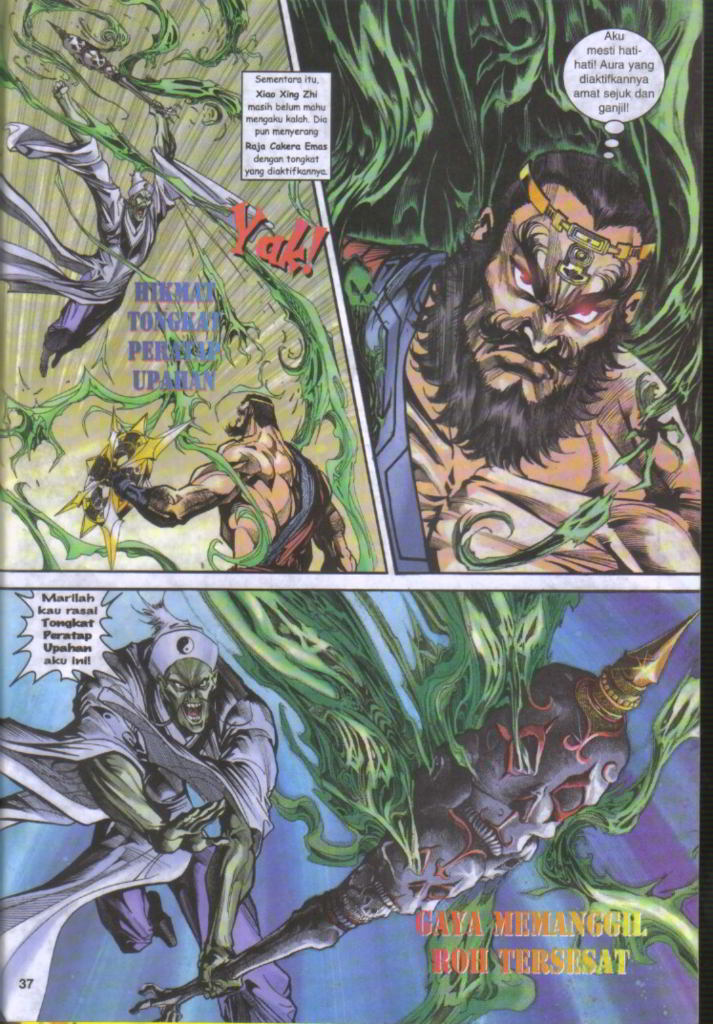 Sementara itu,
Xiao Xing Zhi
masih belum mahu
mengaku kalah. Dia
pun menyerang
Raja Cakera Emas
dengan tongkat
yang diaktifkannya.
Yak!
HIKMAT
TONGKAT
PERATAP
UPAHAN
Aku
mesti hati-
hati! Aura yang
diaktifkannya
amat sejuk dan
ganjil!
Marilah
kau rasai
Tongkat
Peratap
Upahan
aku ini!
GAYA MEMANGGIL
ROH TERSESAT
37